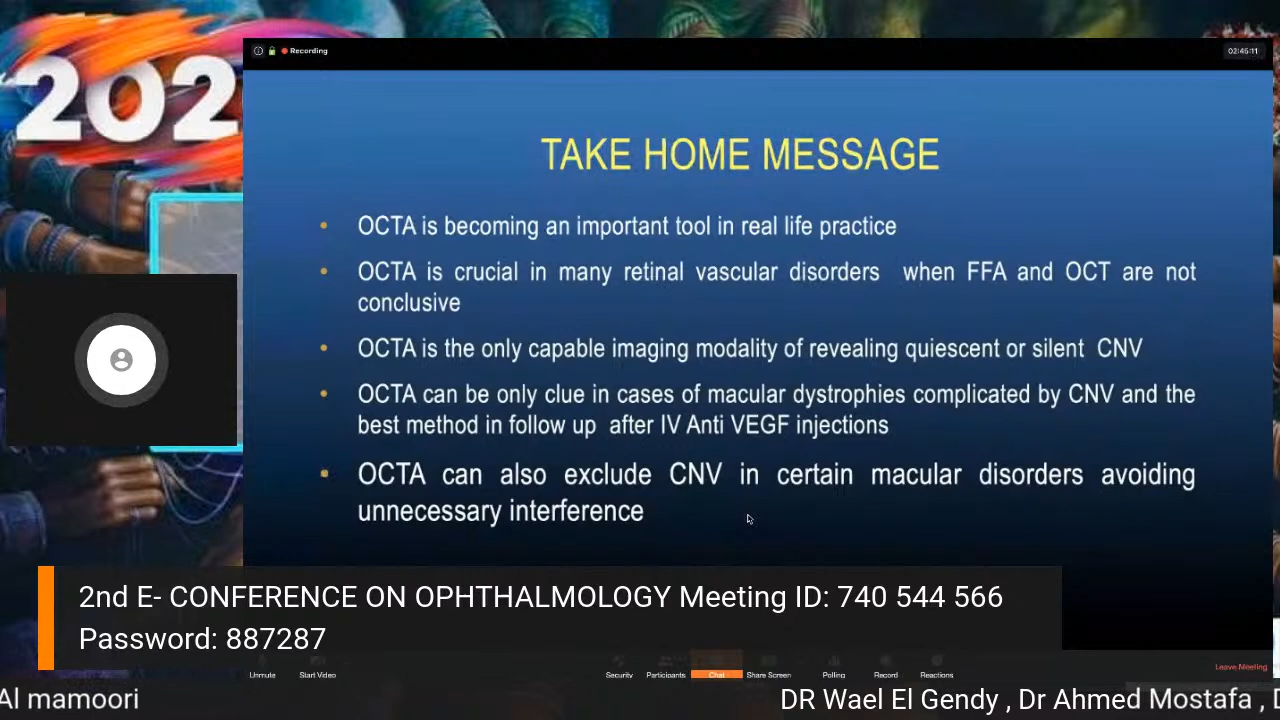 202
Recording
02:45:11
TAKE HOME MESSAGE
• OCTA is becoming an important tool in real life practice
• OCTA is crucial in many retinal vascular disorders when FFA and OCT are not
conclusive
• OCTA is the only capable imaging modality of revealing quiescent or silent CNV
• OCTA can be only clue in cases of macular dystrophies complicated by CNV and the
best method in follow up after IV Anti VEGF injections
• OCTA can also exclude CNV in certain macular disorders avoiding
unnecessary interference
2nd E- CONFERENCE ON OPHTHALMOLOGY Meeting ID: 740 544 566
Password: 887287
Unmute Start Video Security Participants Chat Share Screen Polling Record Reactions Leave Meeting
Al mamoori DR Wael El Gendy , Dr Ahmed Mostafa ,